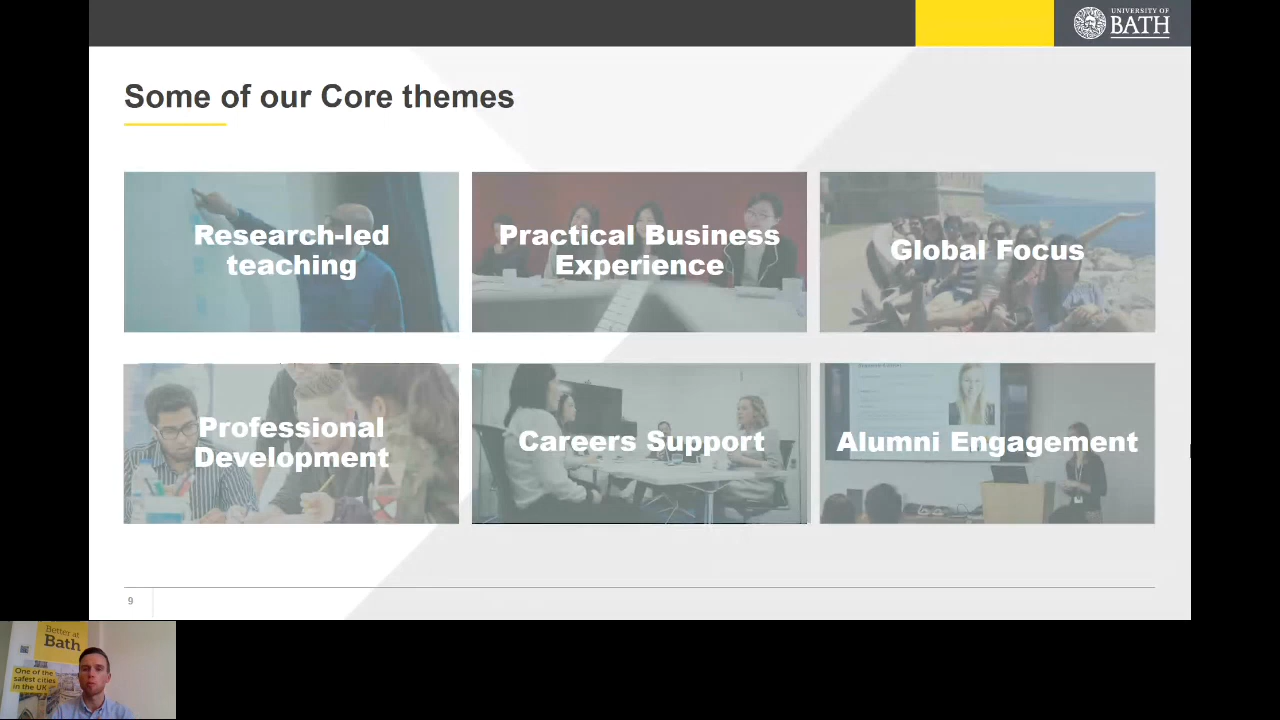 UNIVERSITY OF
BATH
Some of our Core themes
Research-led
teaching
Practical Business
Experience
Global Focus
Professional
Development
Careers Support
Alumni Engagement
9
Better at
Bath
One of the
safest cities
in the UK